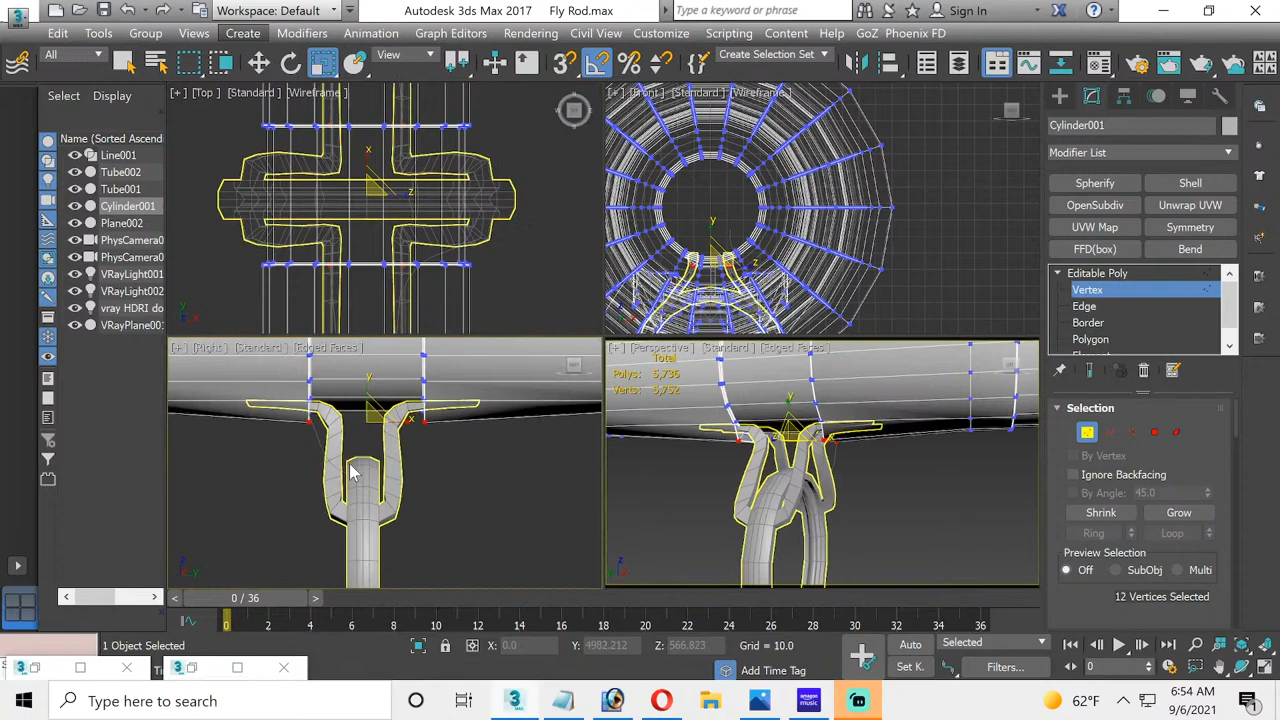 Workspace: Default
Autodesk 3ds Max 2017 Fly Rod.max
Type a keyword or phrase
Sign In
Edit Tools Group Views Create Modifiers Animation Graph Editors Rendering Civil View Customize Scripting Content Help GoZ Phoenix FD
All
View
Create Selection Set
Select Display
Name (Sorted Ascend
Line001
Tube002
Tube001
Cylinder001
Plane002
PhysCamera0
PhysCamera0
VRayLight001
VRayLight002
vray HDRI do
VRayPlane001
[+] [Top] [Standard] [Wireframe]
[+] [Front] [Standard] [Wireframe]
[+] [Right] [Standard] [Edged Faces]
[+] [Perspective] [Standard] [Edged Faces]
Total
Polys: 5,736
Verts: 5,752
Cylinder001
Modifier List
Spherify Shell
OpenSubdiv Unwrap UVW
UVW Map Symmetry
FFD(box) Bend
Editable Poly
Vertex
Edge
Border
Polygon
Selection
By Vertex
Ignore Backfacing
By Angle: 45.0
Shrink Grow
Ring Loop
Preview Selection
Off SubObj Multi
12 Vertices Selected
0 / 36
0 2 4 6 8 10 12 14 16 18 20 22 24 26 28 30 32 34 36
1 Object Selected
X: 0.0 Y: 4982.212 Z: 566.823 Grid = 10.0
Auto Selected
Add Time Tag
Set K. Filters...
0
Type here to search
62°F
6:54 AM
9/6/2021